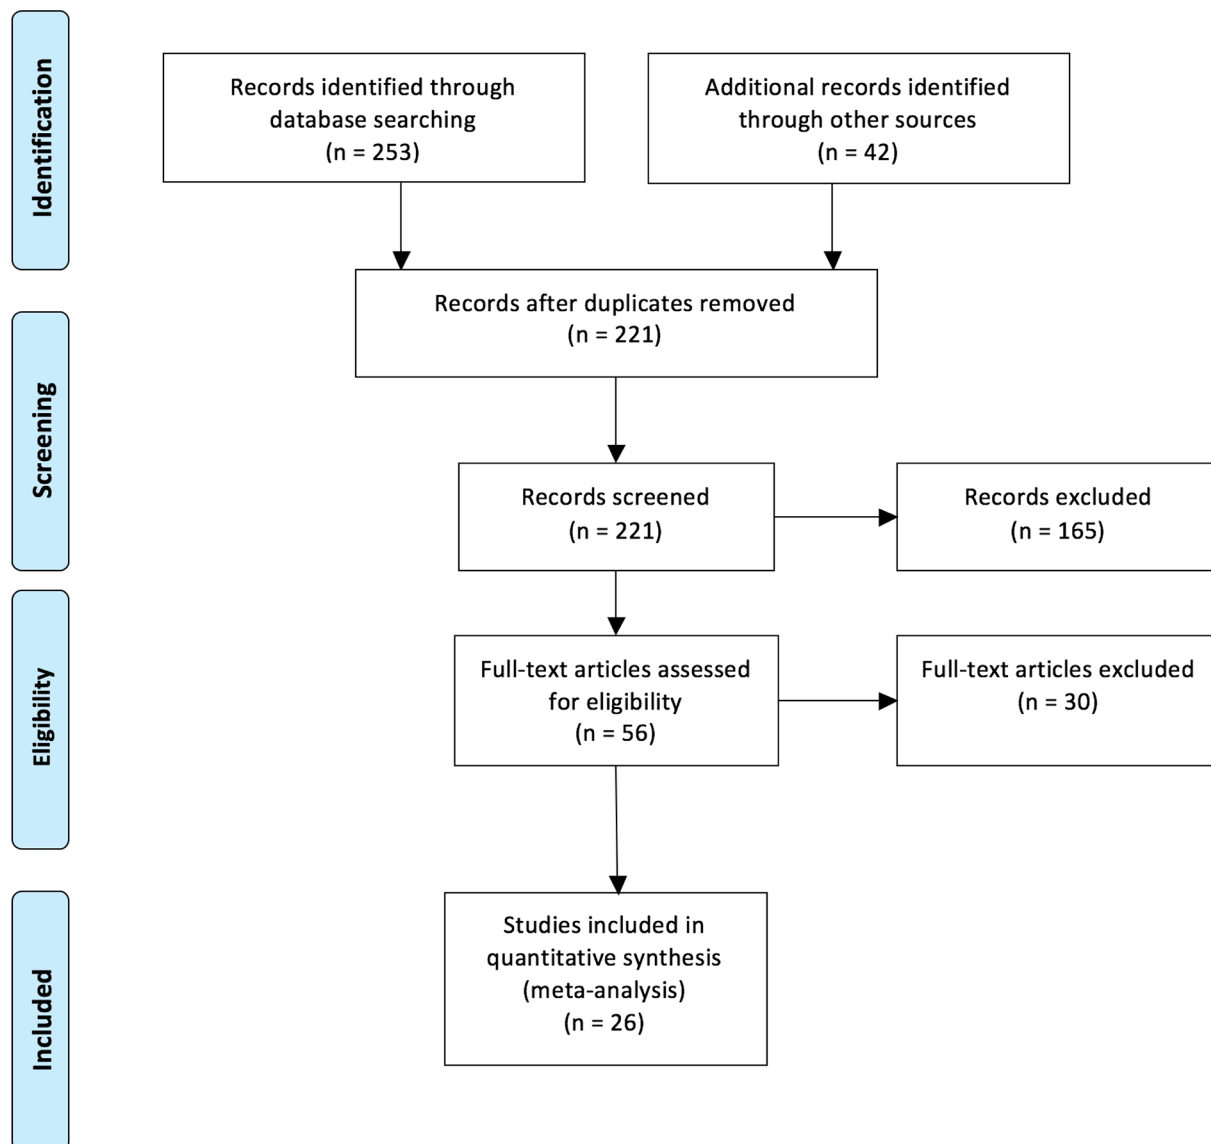 Identification
Records identified through
database searching
(n = 253)
Additional records identified
through other sources
(n = 42)
Records after duplicates removed
(n = 221)
Screening
Records screened
(n = 221)
Records excluded
(n = 165)
Eligibility
Full-text articles assessed
for eligibility
(n = 56)
Full-text articles excluded
(n = 30)
Included
Studies included in
quantitative synthesis
(meta-analysis)
(n = 26)